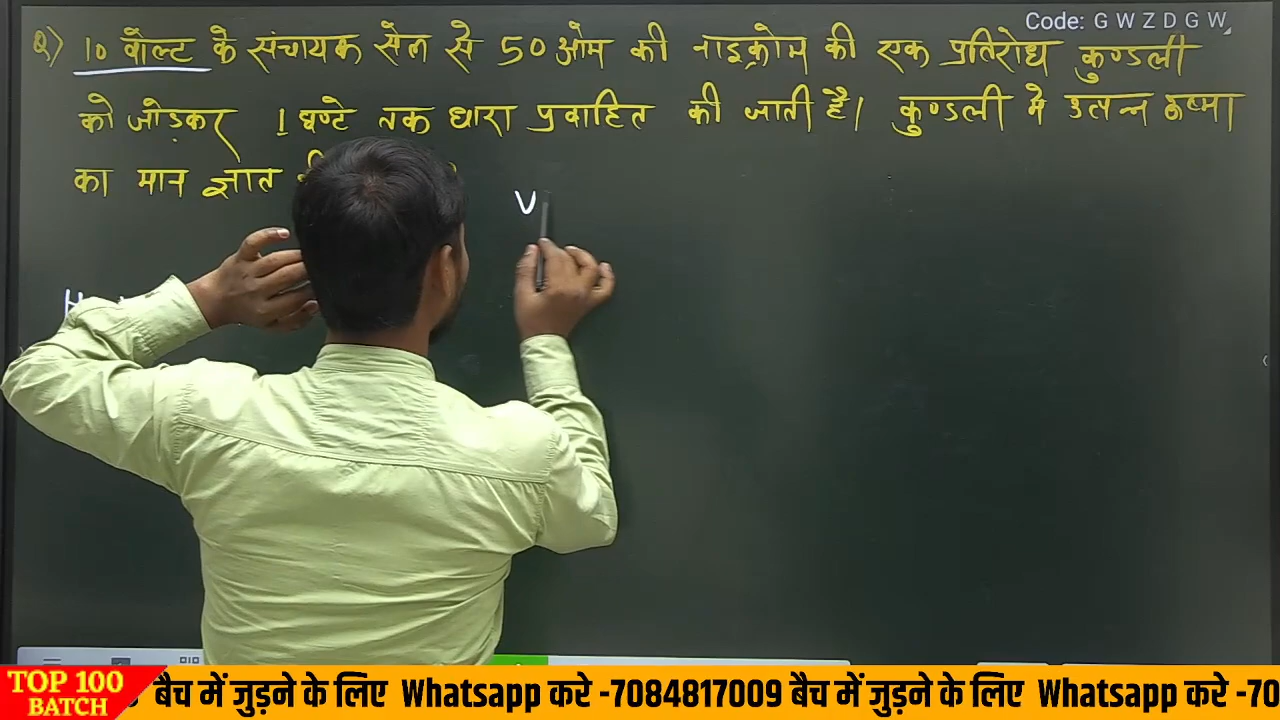 Code: G W Z D G W
Q) 10 वोल्ट के संचायक सेल से 50 ओम की नाइक्रोम की एक प्रतिरोध कुण्डली
को जोड़कर 1 घण्टे तक धारा प्रवाहित की जाती है। कुण्डली मे उत्पन्न ऊष्मा
का मान ज्ञात
V
H
TOP 100 BATCH
बैच में जुड़ने के लिए Whatsapp करे -7084817009 बैच में जुड़ने के लिए Whatsapp करे -70